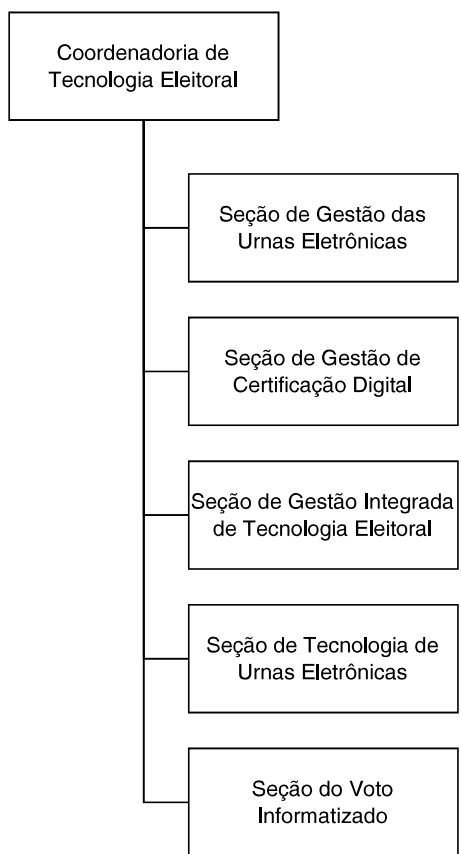 Coordenadoria de
Tecnologia Eleitoral
Seção de Gestão das
Urnas Eletrônicas
Seção de Gestão de
Certificação Digital
Seção de Gestão Integrada
de Tecnologia Eleitoral
Seção de Tecnologia de
Urnas Eletrônicas
Seção do Voto
Informatizado